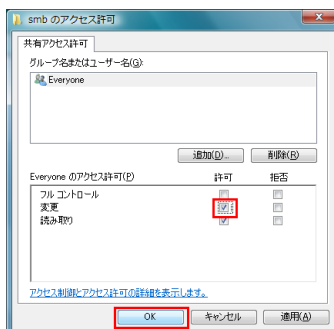 smb のアクセス許可
共有アクセス許可
グループ名またはユーザー名(G):
Everyone
追加(D)... 削除(R)
Everyone のアクセス許可(P) 許可 拒否
フル コントロール
変更
読み取り
アクセス制御とアクセス許可の詳細を表示します。
OK キャンセル 適用(A)